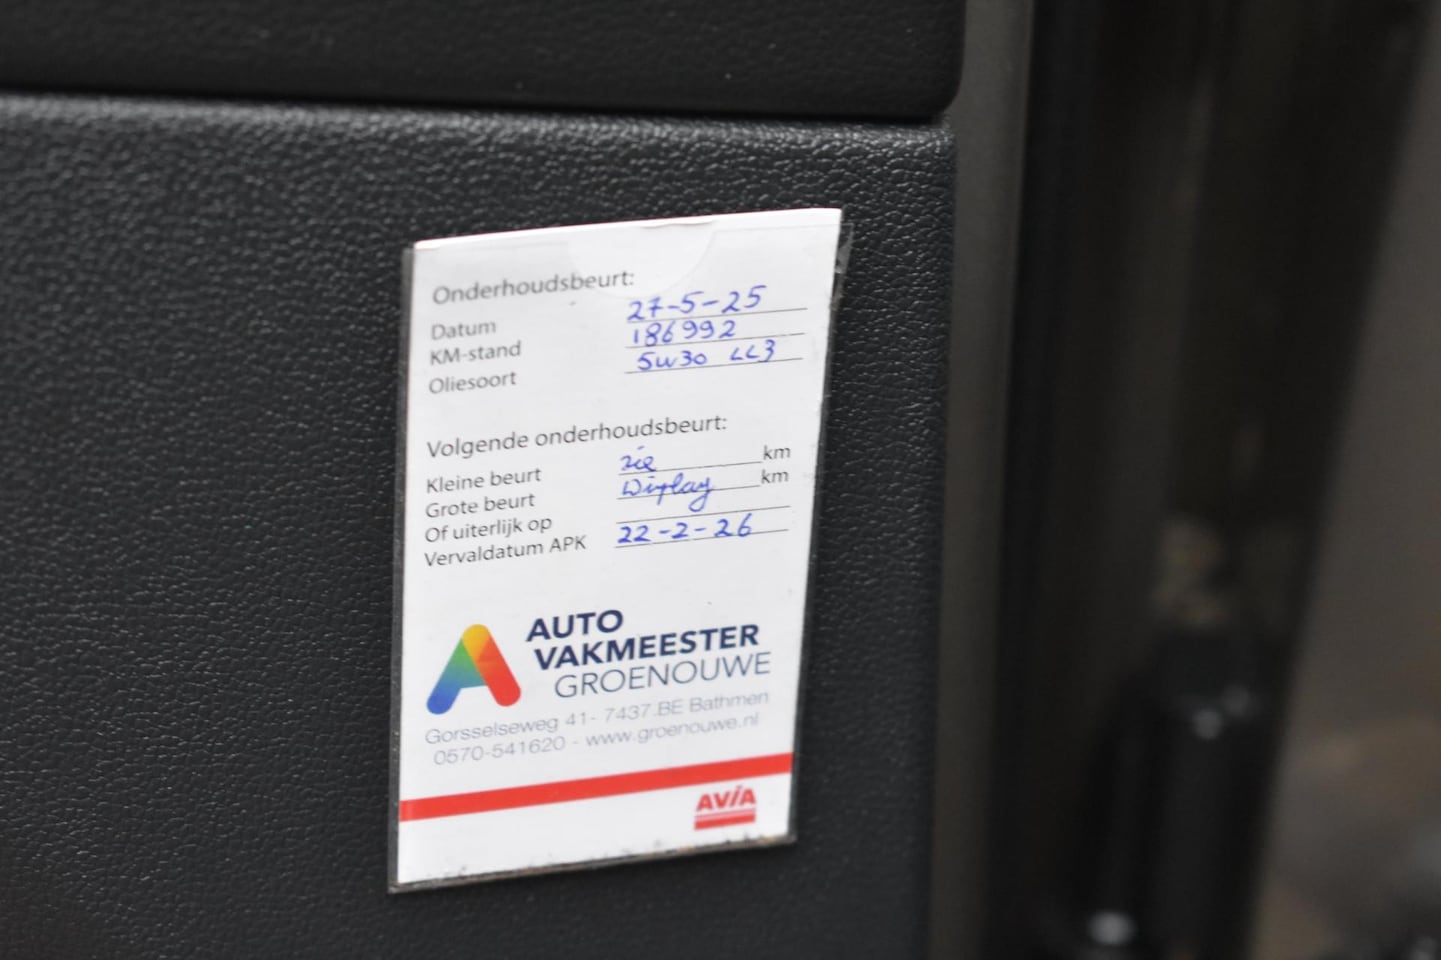 Onderhoudsbeurt:
Datum 27-5-25
KM-stand 186992
Oliesoort 5w30 LL3
Volgende onderhoudsbeurt:
Kleine beurt zie km
Grote beurt Display km
Of uiterlijk op
Vervaldatum APK 22-2-26
AUTO
VAKMEESTER
GROENOUWE
Gorsselseweg 41- 7437.BE Bathmen
0570-541620 - www.groenouwe.nl
AVIA